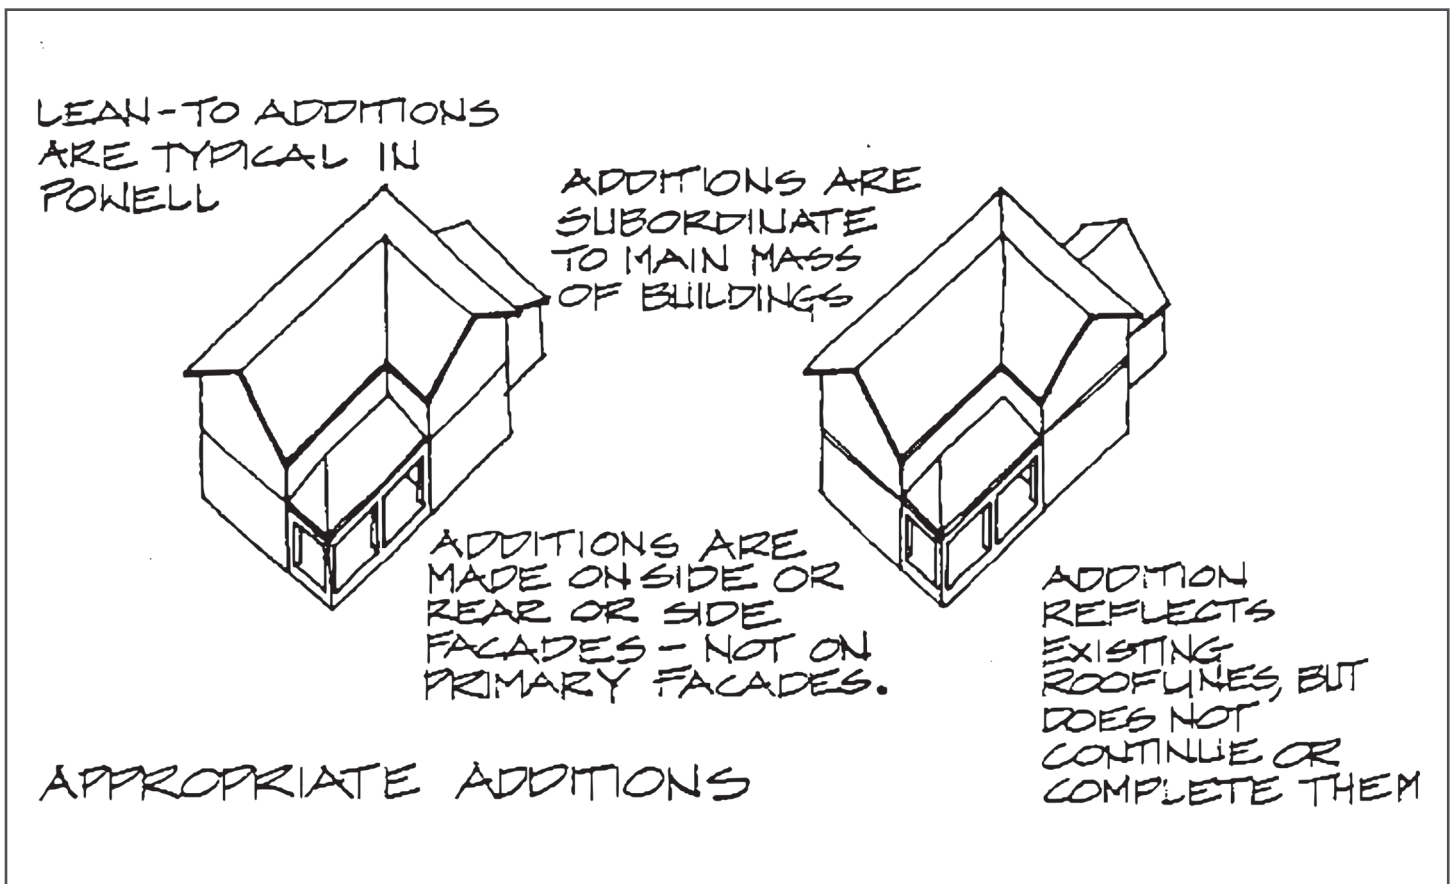 LEAN-TO ADDITIONS
ARE TYPICAL IN
POWELL
ADDITIONS ARE
SUBORDINATE
TO MAIN MASS
OF BUILDINGS
ADDITIONS ARE
MADE ON SIDE OR
REAR OR SIDE
FACADES - NOT ON
PRIMARY FACADES.
ADDITION
REFLECTS
EXISTING
ROOFLINES, BUT
DOES NOT
CONTINUE OR
COMPLETE THEM
APPROPRIATE ADDITIONS